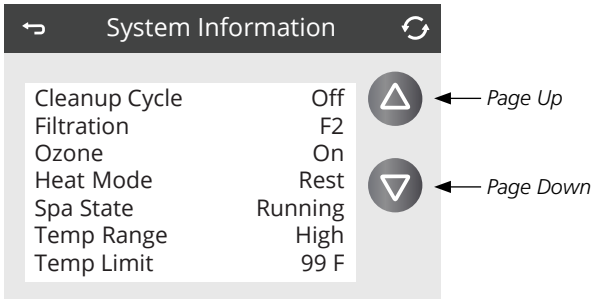 System Information
Cleanup Cycle Off
Filtration F2
Ozone On
Heat Mode Rest
Spa State Running
Temp Range High
Temp Limit 99 F
Page Up
Page Down